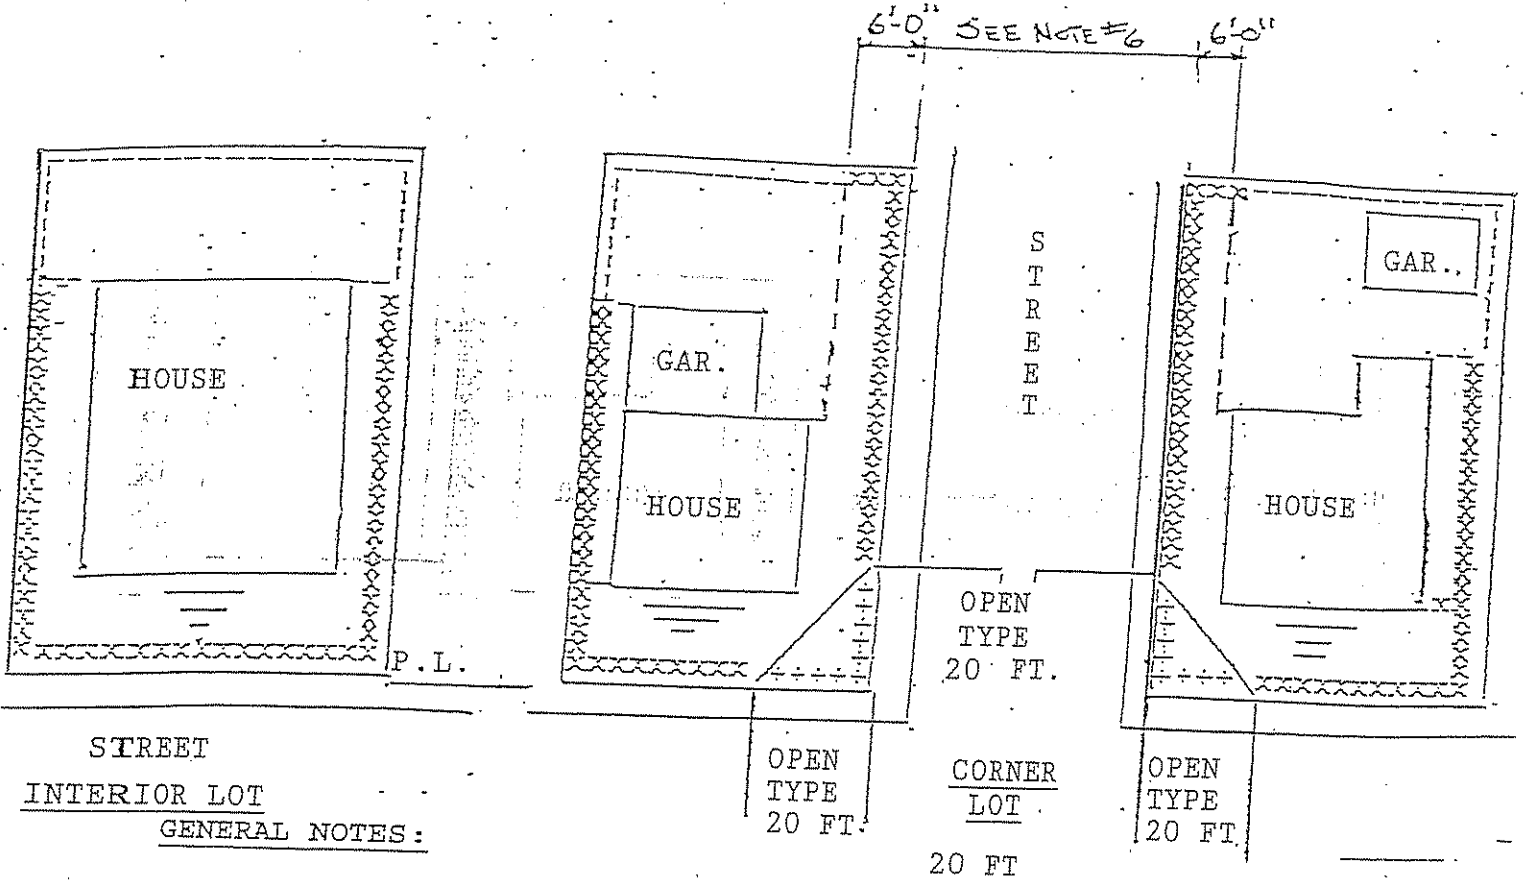 6'-0" SEE NOTE #6 6'-0"
HOUSE
GAR.
HOUSE
STREET
GAR.
HOUSE
P.L.
OPEN
TYPE
20 FT.
STREET
INTERIOR LOT
GENERAL NOTES:
OPEN
TYPE
20 FT.
CORNER
LOT
20 FT
OPEN
TYPE
20 FT.